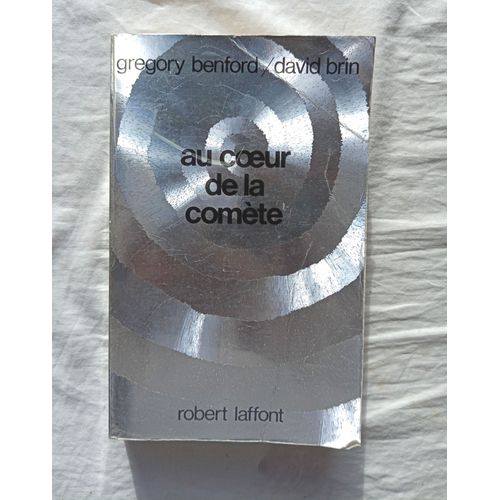 gregory benford/david brin
au cœur
de la
comète
robert laffont